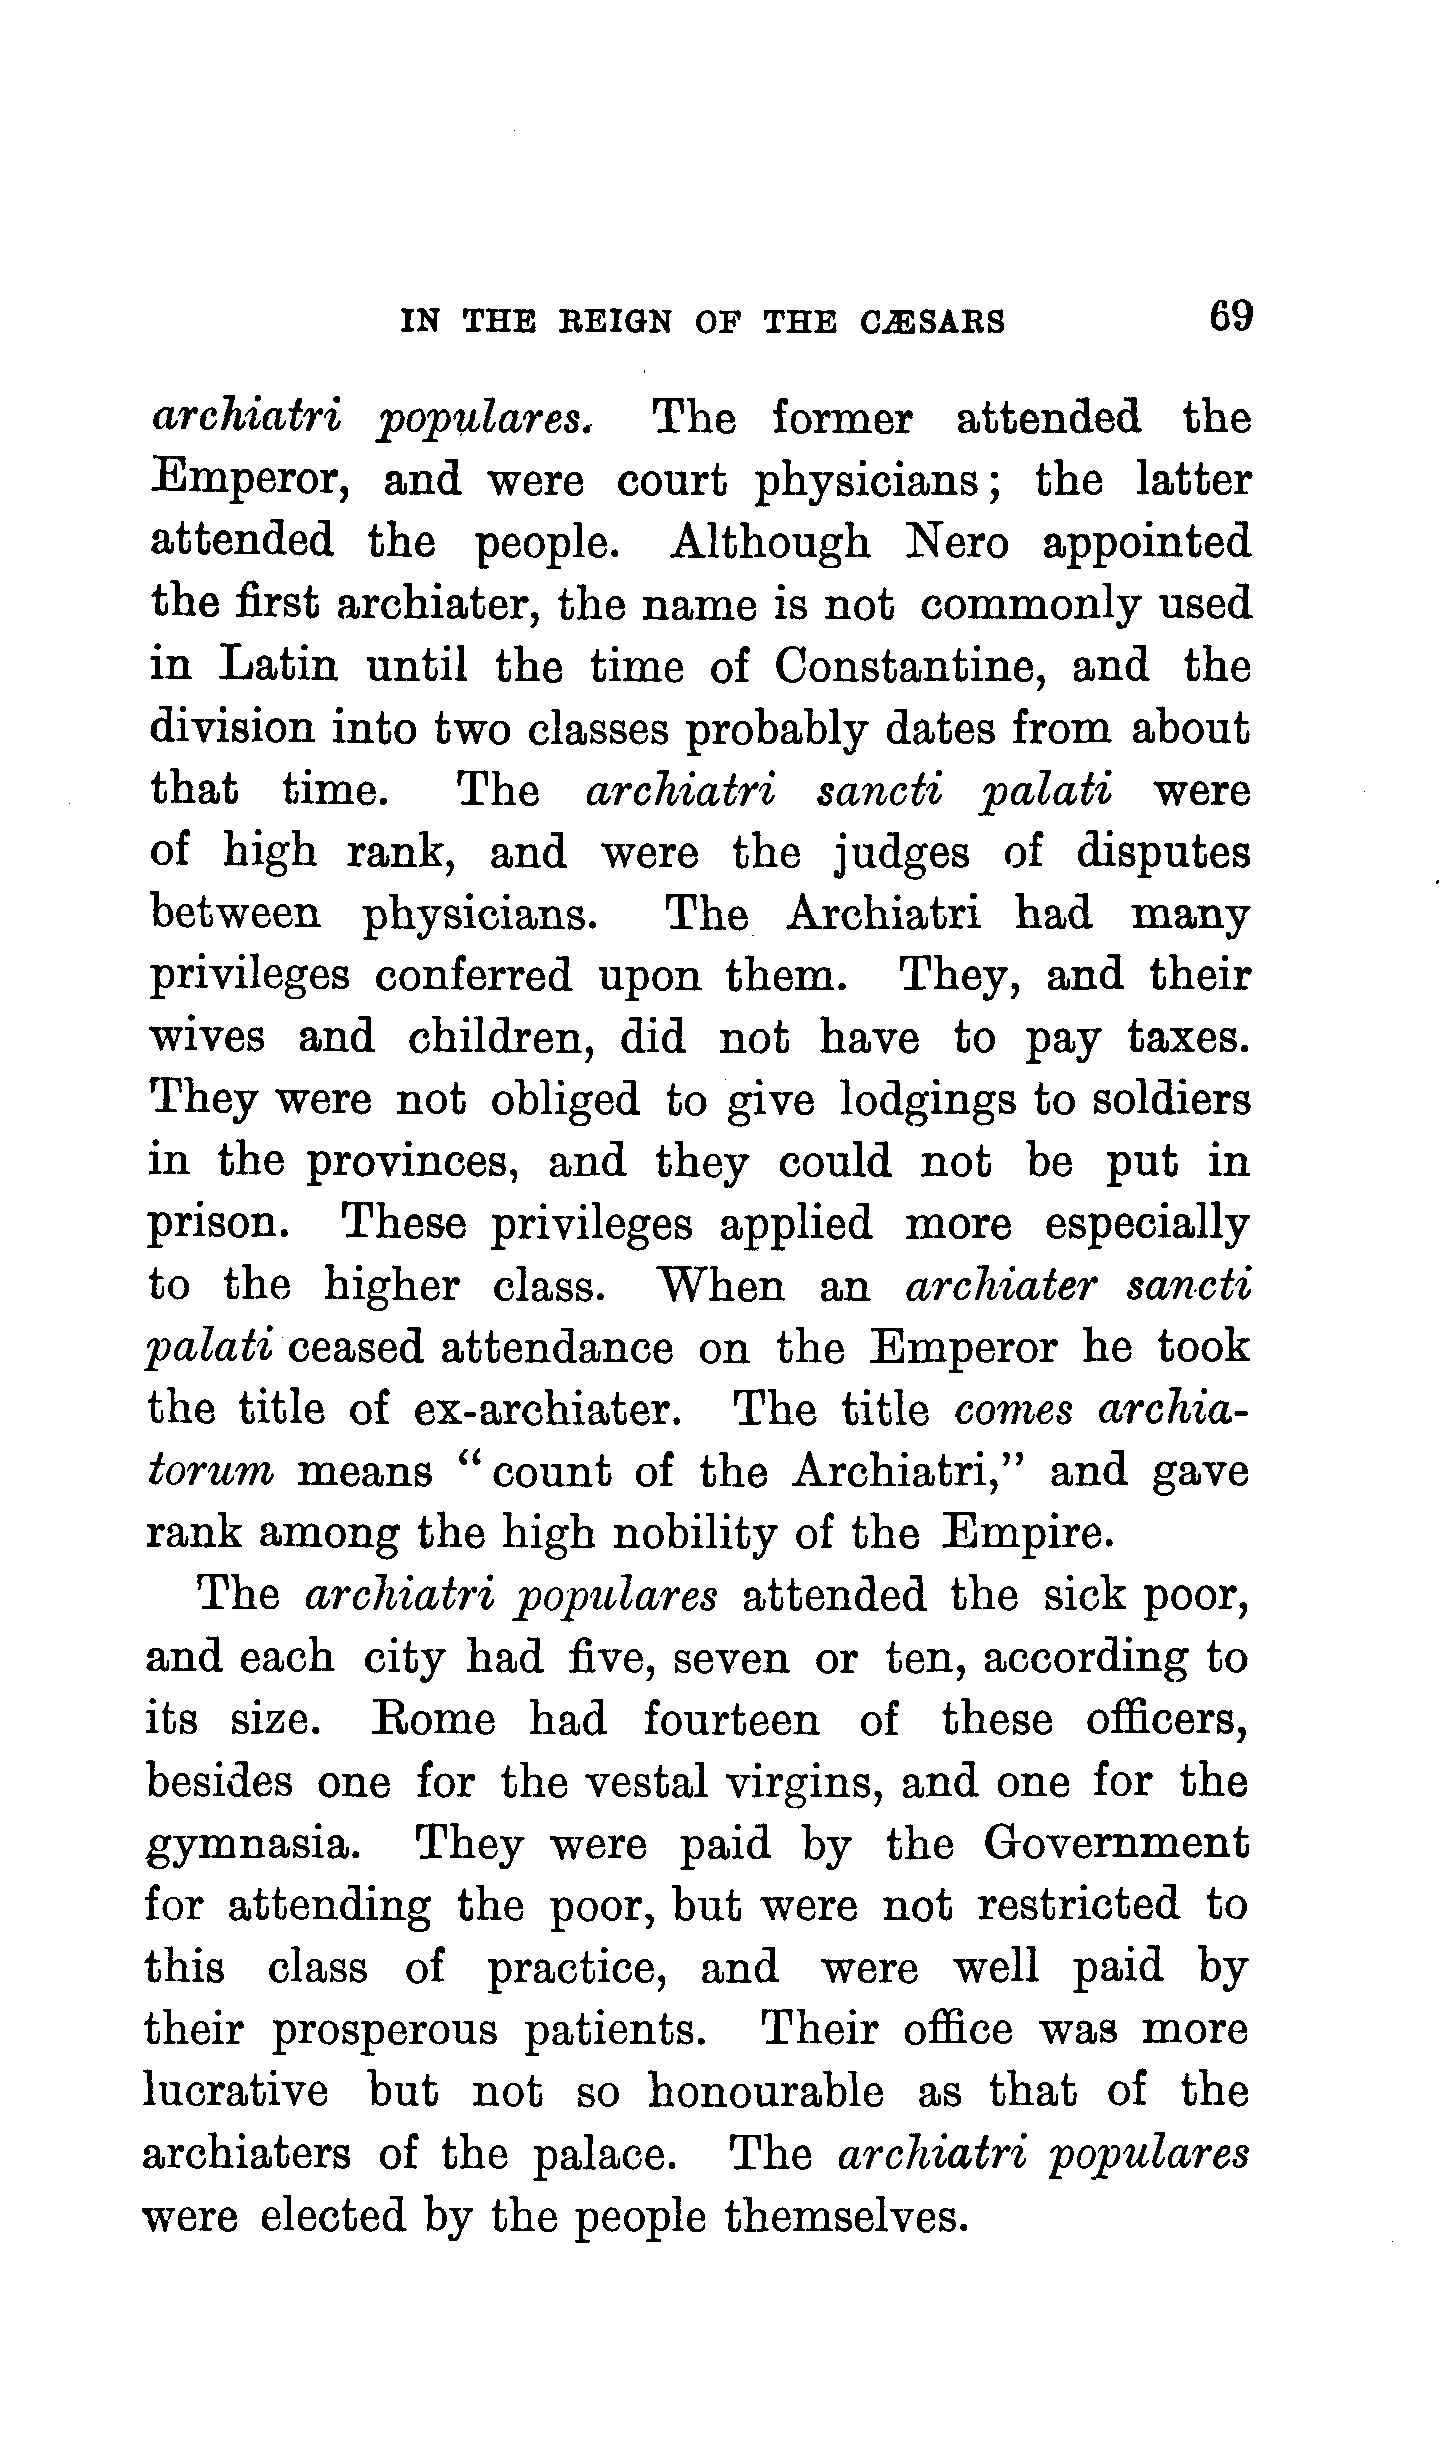 IN THE REIGN OF THE CÆSARS 69
archiatri populares. The former attended the
Emperor, and were court physicians; the latter
attended the people. Although Nero appointed
the first archiater, the name is not commonly used
in Latin until the time of Constantine, and the
division into two classes probably dates from about
that time. The archiatri sancti palati were
of high rank, and were the judges of disputes
between physicians. The Archiatri had many
privileges conferred upon them. They, and their
wives and children, did not have to pay taxes.
They were not obliged to give lodgings to soldiers
in the provinces, and they could not be put in
prison. These privileges applied more especially
to the higher class. When an archiater sancti
palati ceased attendance on the Emperor he took
the title of ex-archiater. The title comes archia-
torum means “count of the Archiatri,” and gave
rank among the high nobility of the Empire.
The archiatri populares attended the sick poor,
and each city had five, seven or ten, according to
its size. Rome had fourteen of these officers,
besides one for the vestal virgins, and one for the
gymnasia. They were paid by the Government
for attending the poor, but were not restricted to
this class of practice, and were well paid by
their prosperous patients. Their office was more
lucrative but not so honourable as that of the
archiaters of the palace. The archiatri populares
were elected by the people themselves.